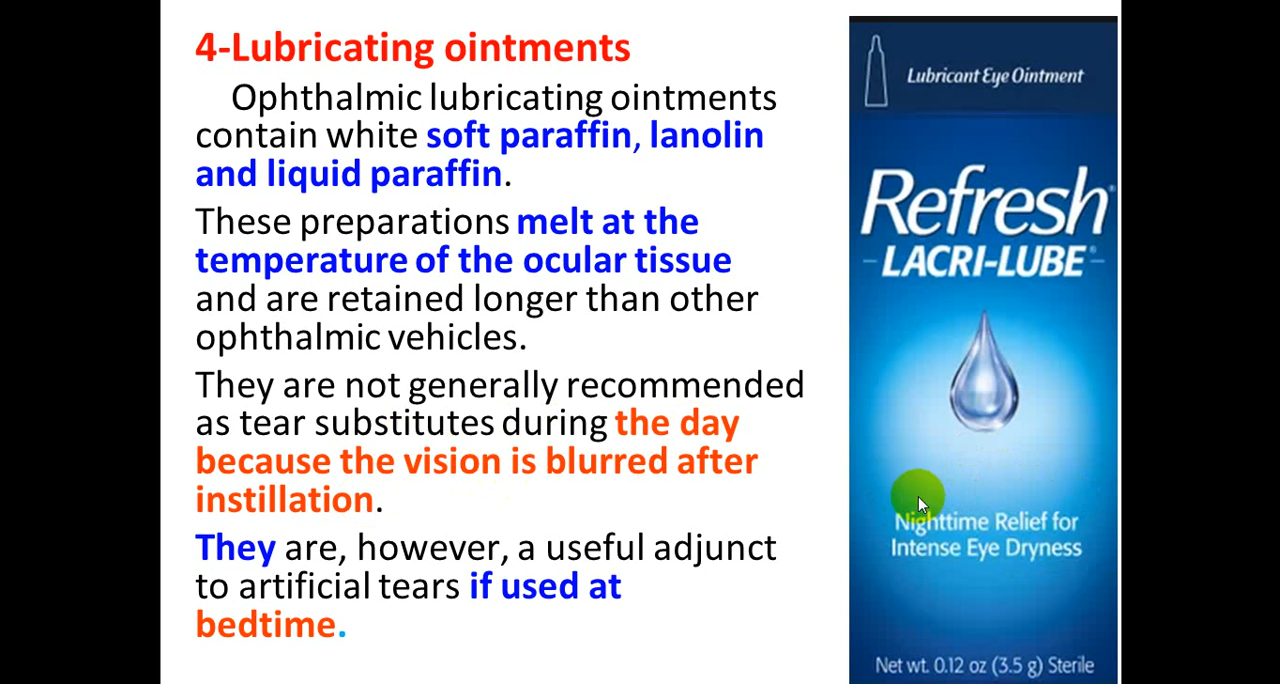 4-Lubricating ointments
Ophthalmic lubricating ointments
contain white soft paraffin, lanolin
and liquid paraffin.
These preparations melt at the
temperature of the ocular tissue
and are retained longer than other
ophthalmic vehicles.
They are not generally recommended
as tear substitutes during the day
because the vision is blurred after
instillation.
They are, however, a useful adjunct
to artificial tears if used at
bedtime.
Lubricant Eye Ointment
Refresh®
LACRI-LUBE®
Nighttime Relief for
Intense Eye Dryness
Net wt. 0.12 oz (3.5 g) Sterile